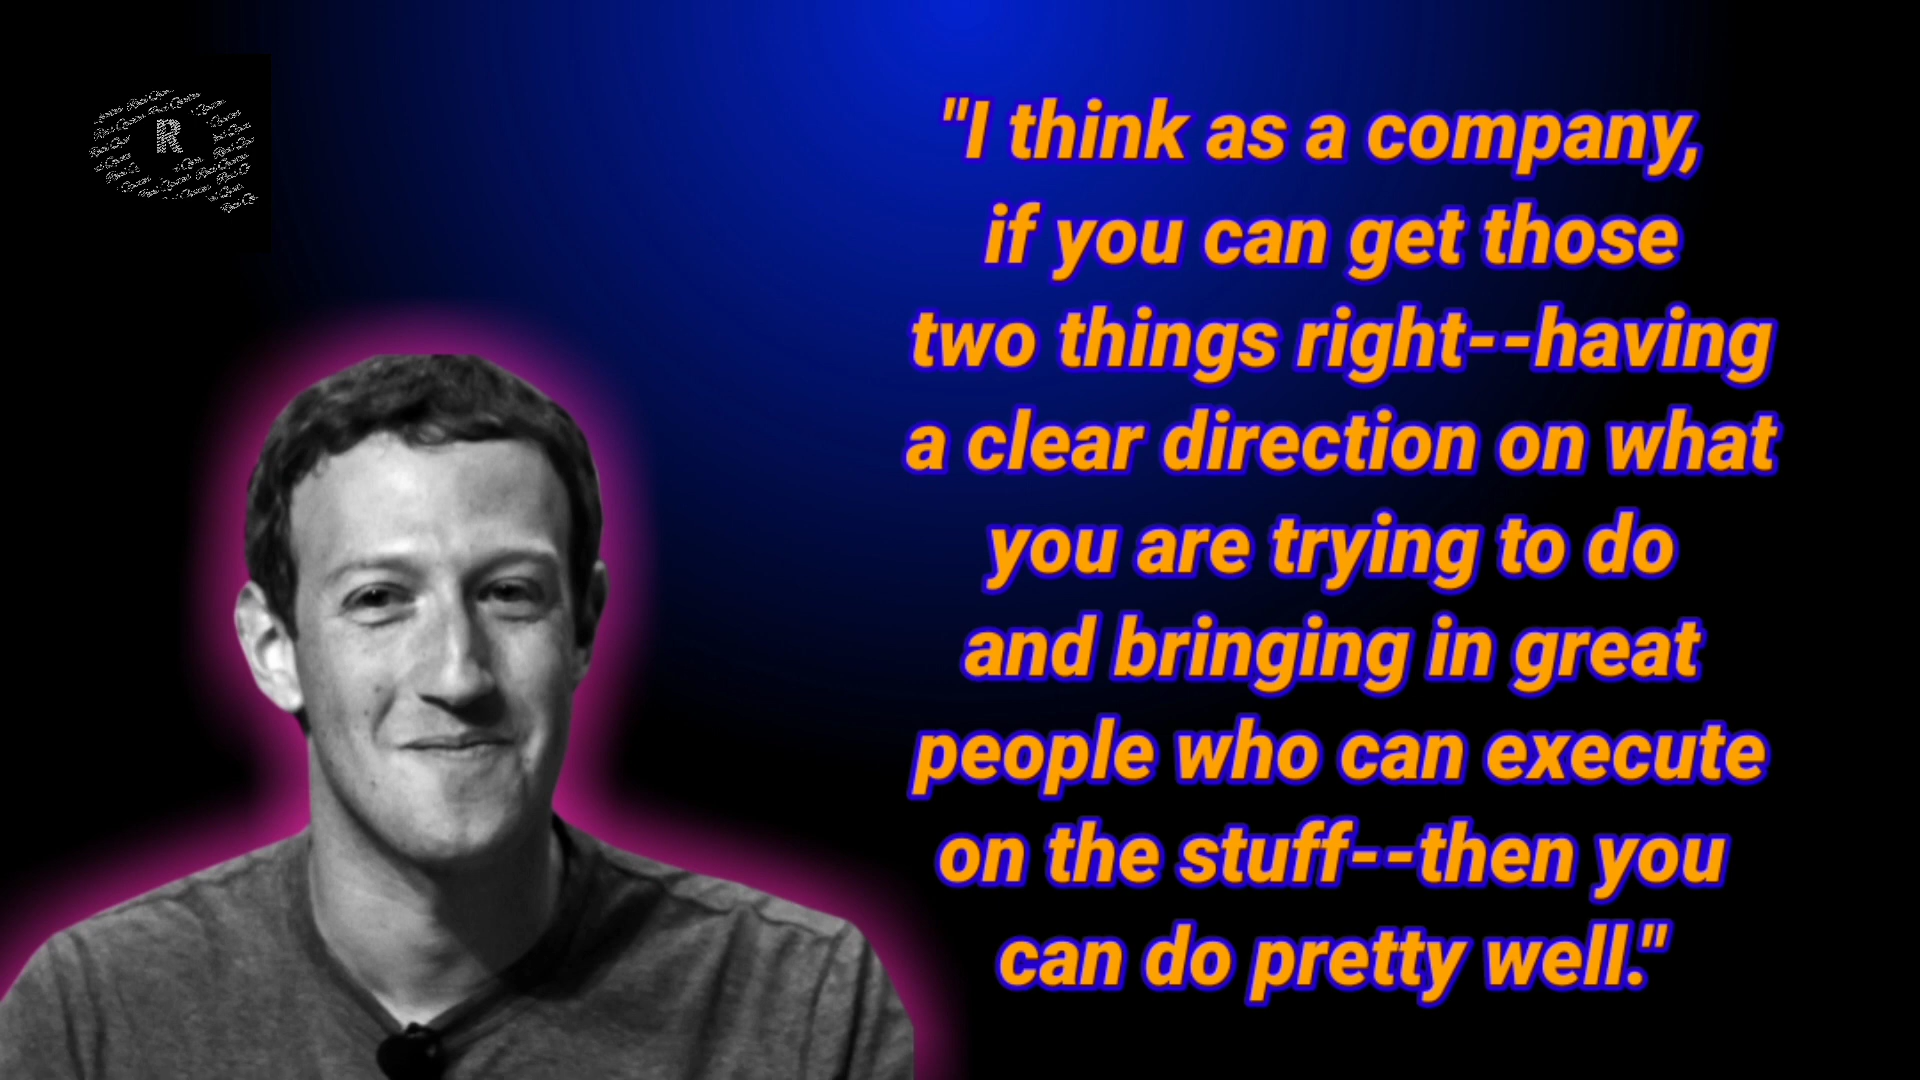 R
"I think as a company,
if you can get those
two things right--having
a clear direction on what
you are trying to do
and bringing in great
people who can execute
on the stuff--then you
can do pretty well."